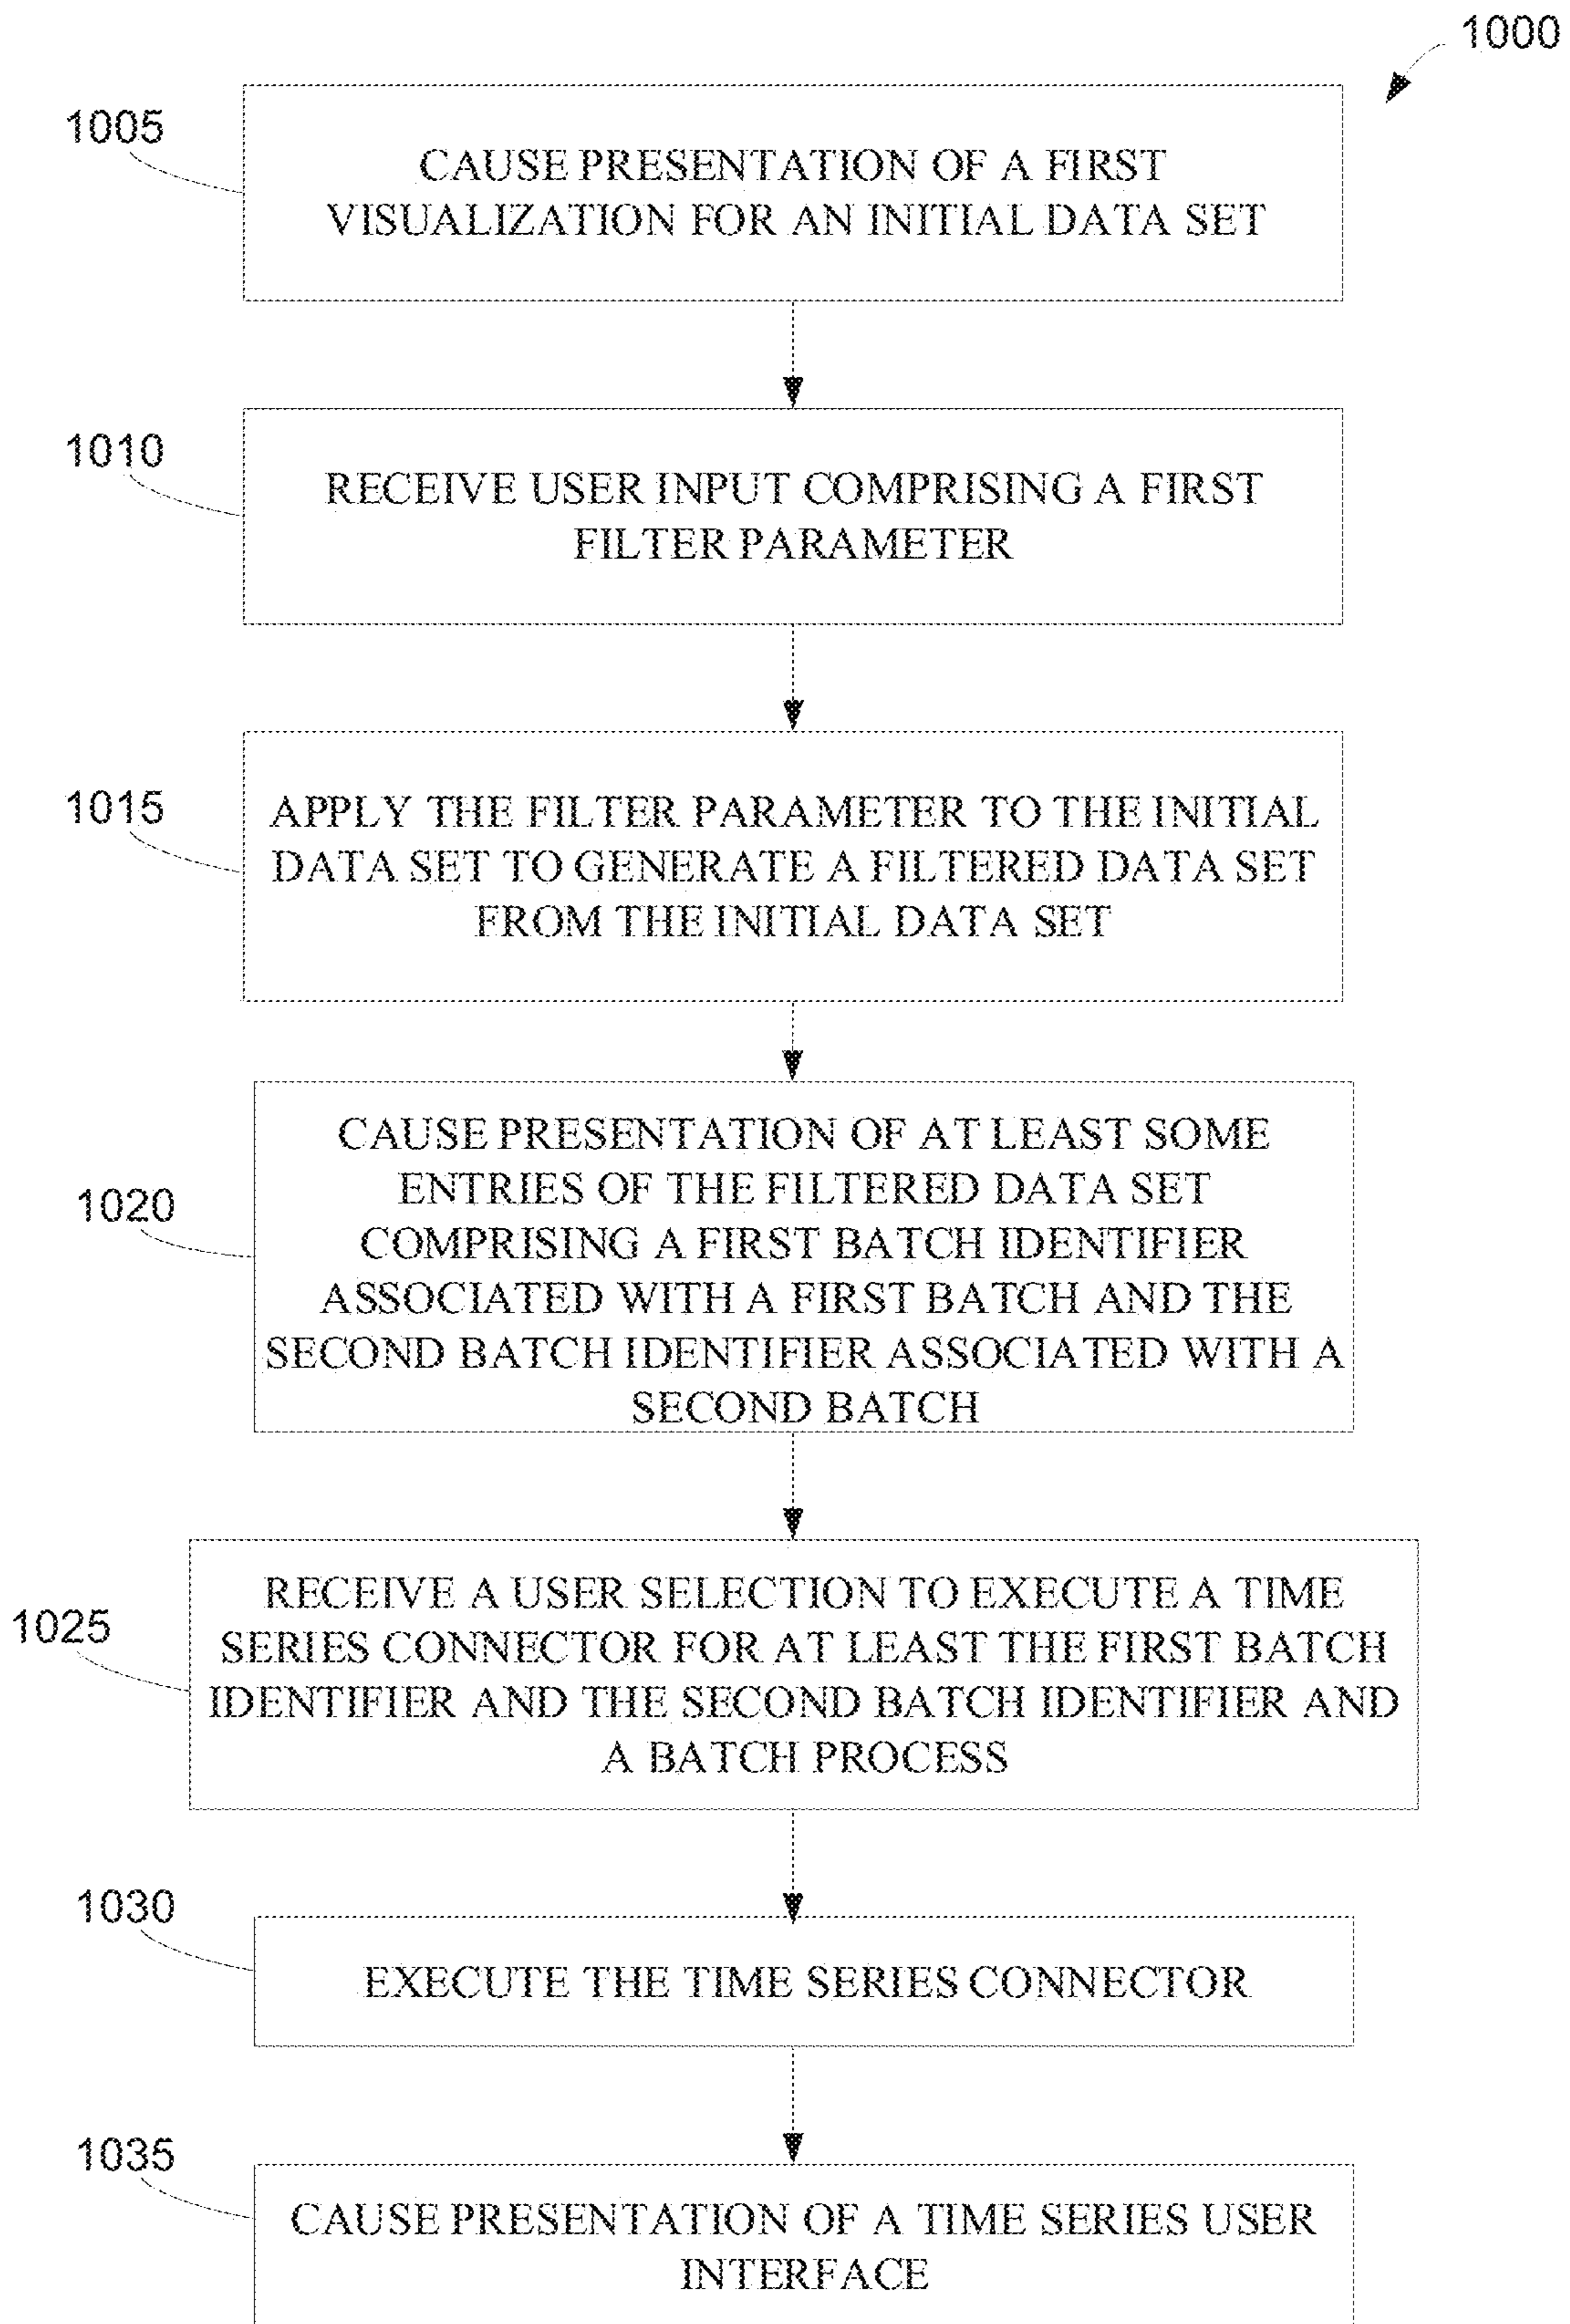 1000
1005
CAUSE PRESENTATION OF A FIRST
VISUALIZATION FOR AN INITIAL DATA SET
1010
RECEIVE USER INPUT COMPRISING A FIRST
FILTER PARAMETER
1015
APPLY THE FILTER PARAMETER TO THE INITIAL
DATA SET TO GENERATE A FILTERED DATA SET
FROM THE INITIAL DATA SET
1020
CAUSE PRESENTATION OF AT LEAST SOME
ENTRIES OF THE FILTERED DATA SET
COMPRISING A FIRST BATCH IDENTIFIER
ASSOCIATED WITH A FIRST BATCH AND THE
SECOND BATCH IDENTIFIER ASSOCIATED WITH A
SECOND BATCH
1025
RECEIVE A USER SELECTION TO EXECUTE A TIME
SERIES CONNECTOR FOR AT LEAST THE FIRST BATCH
IDENTIFIER AND THE SECOND BATCH IDENTIFIER AND
A BATCH PROCESS
1030
EXECUTE THE TIME SERIES CONNECTOR
1035
CAUSE PRESENTATION OF A TIME SERIES USER
INTERFACE